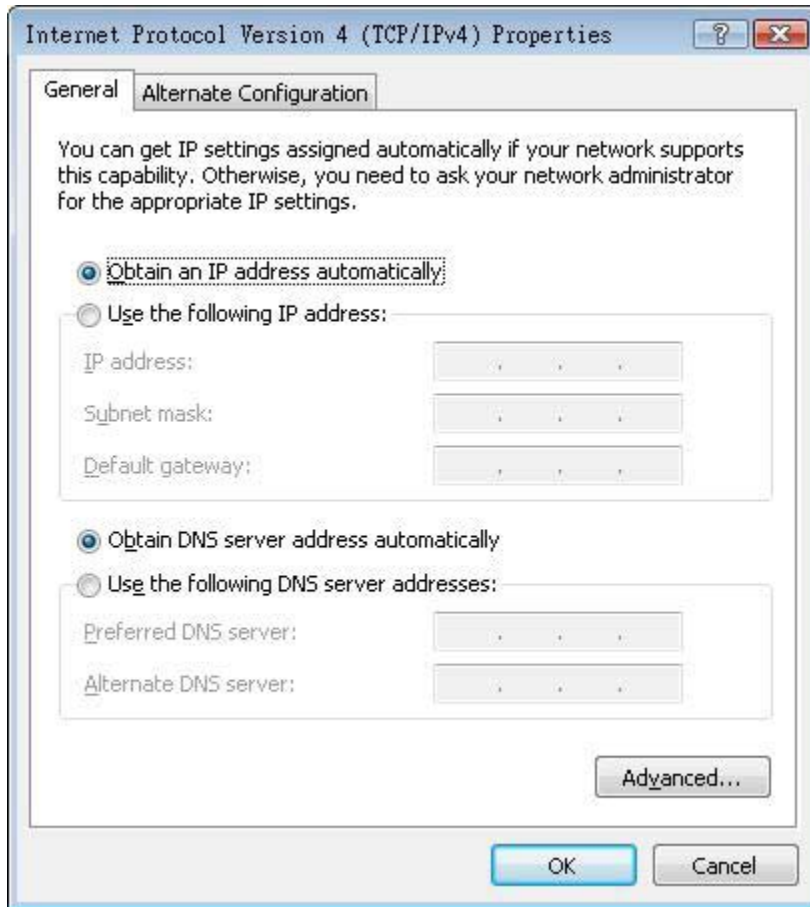 Internet Protocol Version 4 (TCP/IPv4) Properties
General
Alternate Configuration
You can get IP settings assigned automatically if your network supports
this capability. Otherwise, you need to ask your network administrator
for the appropriate IP settings.
Obtain an IP address automatically
Use the following IP address:
IP address:
Subnet mask:
Default gateway:
Obtain DNS server address automatically
Use the following DNS server addresses:
Preferred DNS server:
Alternate DNS server:
Advanced...
OK
Cancel